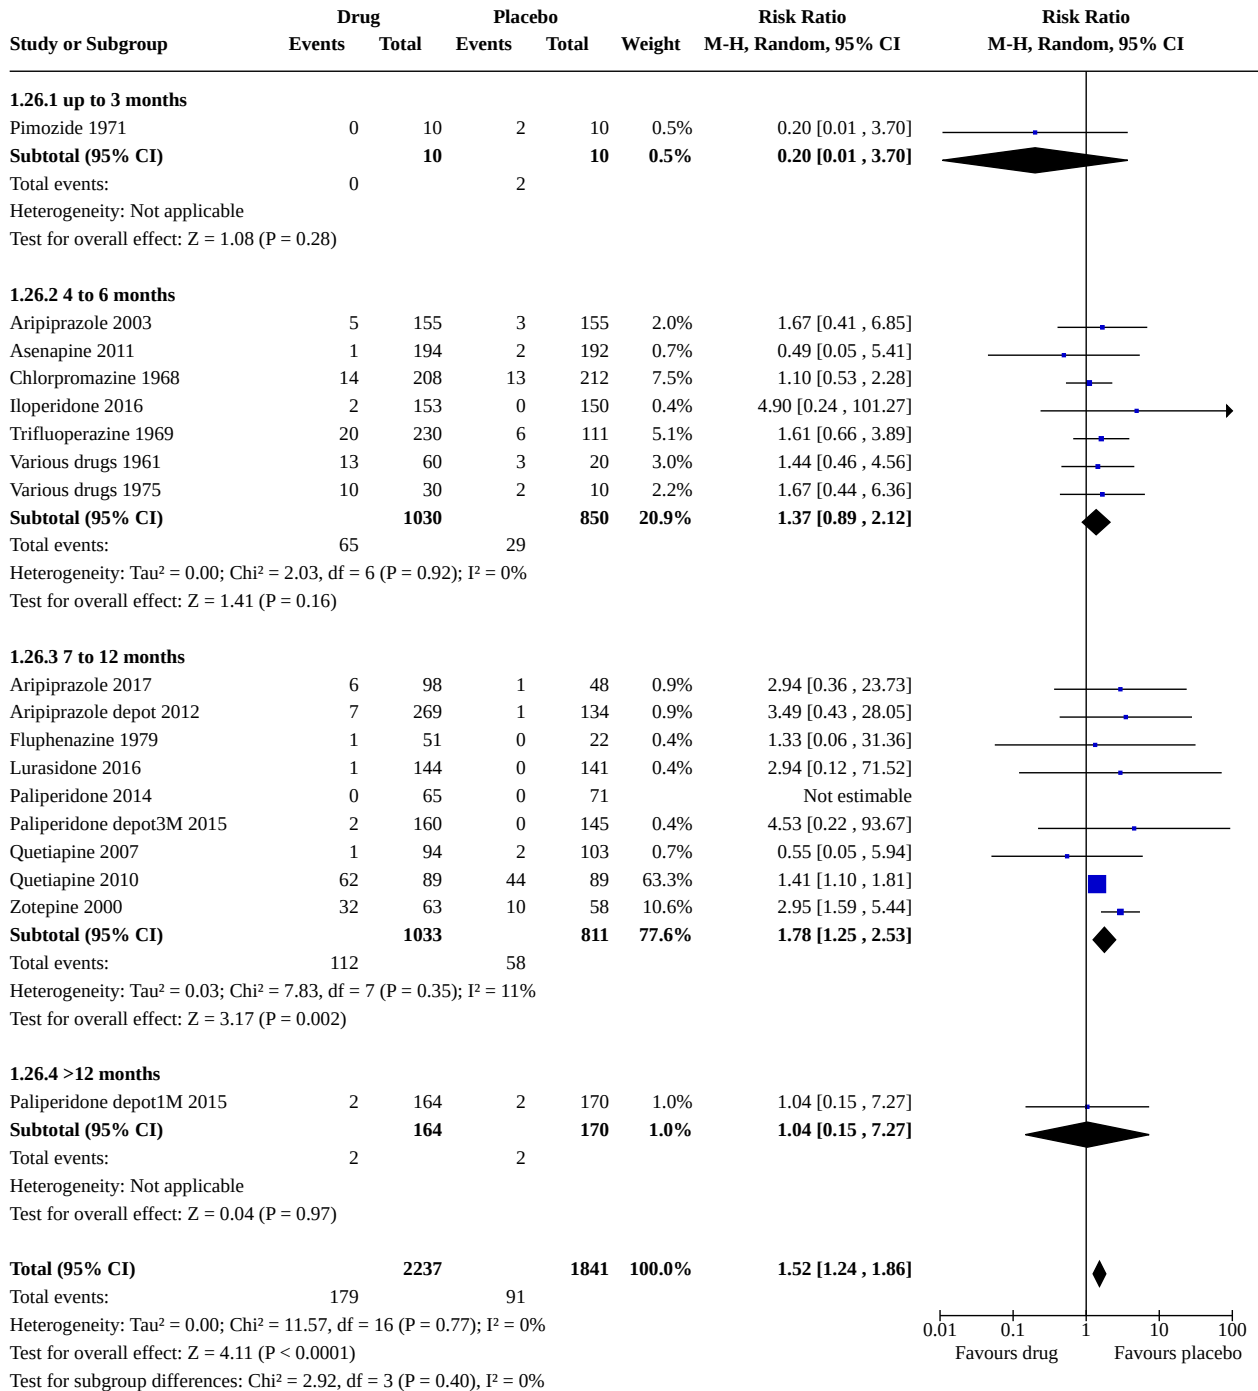 Drug Placebo Risk Ratio Risk Ratio
Study or Subgroup Events Total Events Total Weight M-H, Random, 95% CI M-H, Random, 95% CI
1.26.1 up to 3 months
Pimozide 1971 0 10 2 10 0.5% 0.20 [0.01 , 3.70]
Subtotal (95% CI) 10 10 0.5% 0.20 [0.01 , 3.70]
Total events: 0 2
Heterogeneity: Not applicable
Test for overall effect: Z = 1.08 (P = 0.28)
1.26.2 4 to 6 months
Aripiprazole 2003 5 155 3 155 2.0% 1.67 [0.41 , 6.85]
Asenapine 2011 1 194 2 192 0.7% 0.49 [0.05 , 5.41]
Chlorpromazine 1968 14 208 13 212 7.5% 1.10 [0.53 , 2.28]
Iloperidone 2016 2 153 0 150 0.4% 4.90 [0.24 , 101.27]
Trifluoperazine 1969 20 230 6 111 5.1% 1.61 [0.66 , 3.89]
Various drugs 1961 13 60 3 20 3.0% 1.44 [0.46 , 4.56]
Various drugs 1975 10 30 2 10 2.2% 1.67 [0.44 , 6.36]
Subtotal (95% CI) 1030 850 20.9% 1.37 [0.89 , 2.12]
Total events: 65 29
Heterogeneity: Tau² = 0.00; Chi² = 2.03, df = 6 (P = 0.92); I² = 0%
Test for overall effect: Z = 1.41 (P = 0.16)
1.26.3 7 to 12 months
Aripiprazole 2017 6 98 1 48 0.9% 2.94 [0.36 , 23.73]
Aripiprazole depot 2012 7 269 1 134 0.9% 3.49 [0.43 , 28.05]
Fluphenazine 1979 1 51 0 22 0.4% 1.33 [0.06 , 31.36]
Lurasidone 2016 1 144 0 141 0.4% 2.94 [0.12 , 71.52]
Paliperidone 2014 0 65 0 71 Not estimable
Paliperidone depot3M 2015 2 160 0 145 0.4% 4.53 [0.22 , 93.67]
Quetiapine 2007 1 94 2 103 0.7% 0.55 [0.05 , 5.94]
Quetiapine 2010 62 89 44 89 63.3% 1.41 [1.10 , 1.81]
Zotepine 2000 32 63 10 58 10.6% 2.95 [1.59 , 5.44]
Subtotal (95% CI) 1033 811 77.6% 1.78 [1.25 , 2.53]
Total events: 112 58
Heterogeneity: Tau² = 0.03; Chi² = 7.83, df = 7 (P = 0.35); I² = 11%
Test for overall effect: Z = 3.17 (P = 0.002)
1.26.4 >12 months
Paliperidone depot1M 2015 2 164 2 170 1.0% 1.04 [0.15 , 7.27]
Subtotal (95% CI) 164 170 1.0% 1.04 [0.15 , 7.27]
Total events: 2 2
Heterogeneity: Not applicable
Test for overall effect: Z = 0.04 (P = 0.97)
Total (95% CI) 2237 1841 100.0% 1.52 [1.24 , 1.86]
Total events: 179 91
Heterogeneity: Tau² = 0.00; Chi² = 11.57, df = 16 (P = 0.77); I² = 0%
0.01 0.1 1 10 100
Test for overall effect: Z = 4.11 (P < 0.0001) Favours drug Favours placebo
Test for subgroup differences: Chi² = 2.92, df = 3 (P = 0.40), I² = 0%